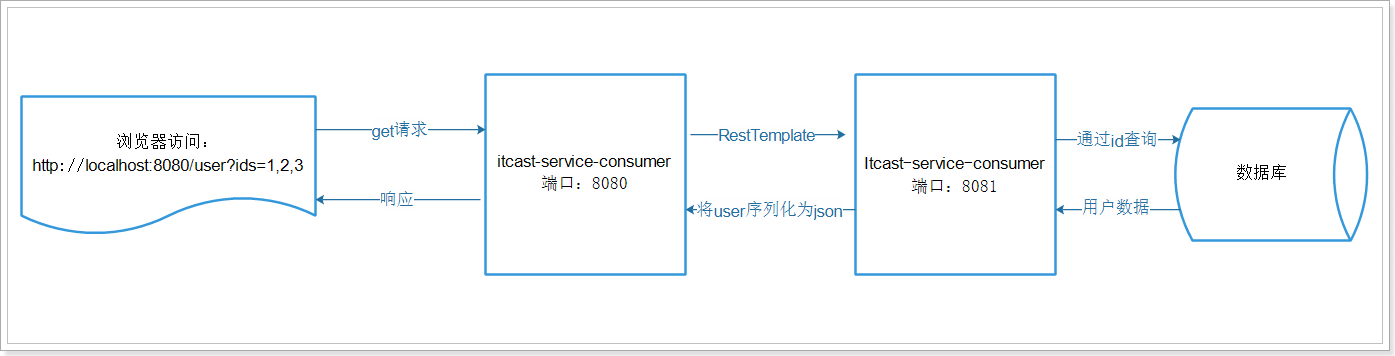 浏览器访问：
http://localhost:8080/user?ids=1,2,3
get请求
响应
itcast-service-consumer
端口：8080
RestTemplate
将user序列化为json
Itcast-service-consumer
端口：8081
通过id查询
用户数据
数据库